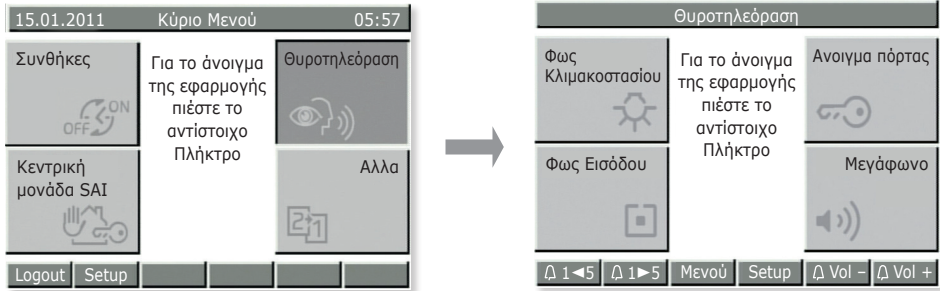 15.01.2011 Κύριο Μενού 05:57
Συνθήκες
ON
OFF
Για το άνοιγμα
της εφαρμογής
πιέστε το
αντίστοιχο
Πλήκτρο
Θυροτηλεόραση
Κεντρική
μονάδα SAI
Αλλα
2 1
Logout Setup
Θυροτηλεόραση
Φως
Κλιμακοστασίου
Για το άνοιγμα
της εφαρμογής
πιέστε το
αντίστοιχο
Πλήκτρο
Ανοιγμα πόρτας
Φως Εισόδου
Μεγάφωνο
1◄5 1►5 Μενού Setup Vol – Vol +